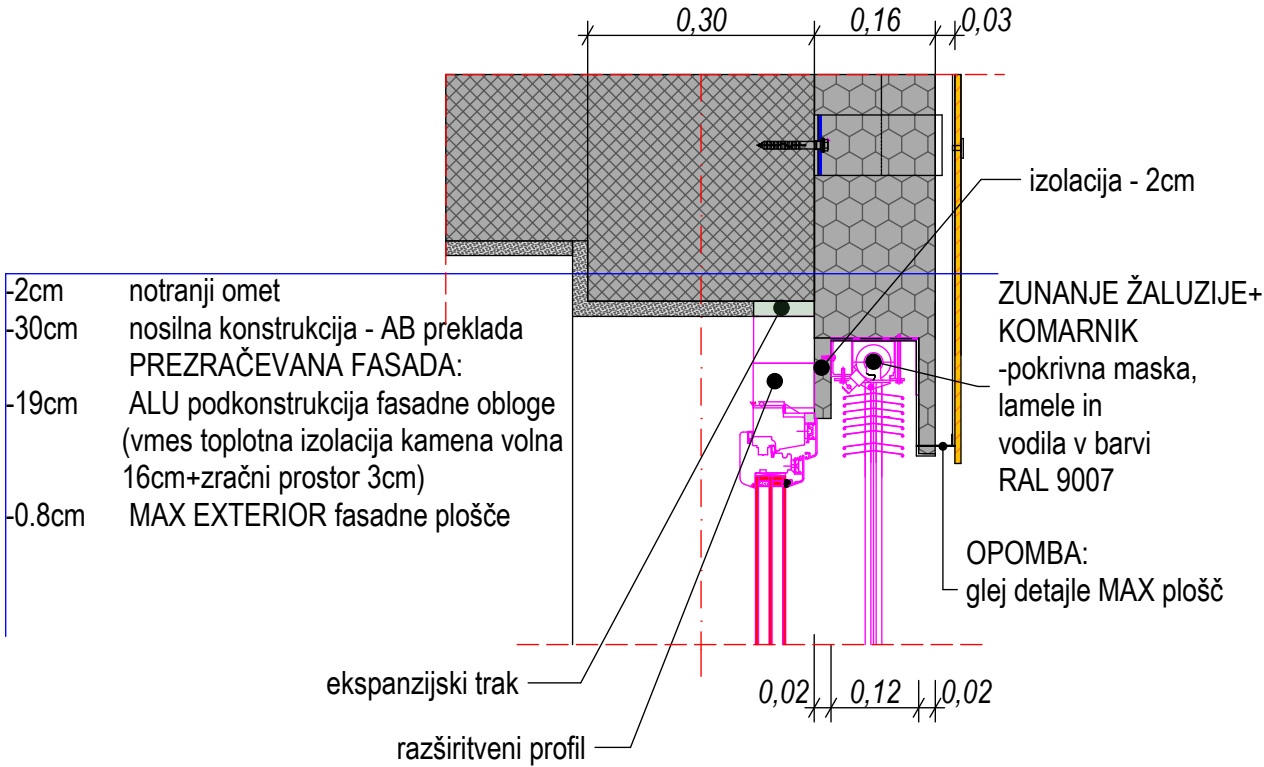 0,30
0,16
0,03
izolacija - 2cm
-2cm notranji omet
-30cm nosilna konstrukcija - AB preklada
PREZRAČEVANA FASADA:
-19cm ALU podkonstrukcija fasadne obloge
(vmes toplotna izolacija kamena volna
16cm+zračni prostor 3cm)
-0.8cm MAX EXTERIOR fasadne plošče
ZUNANJE ŽALUZIJE+
KOMARNIK
-pokrivna maska,
lamele in
vodila v barvi
RAL 9007
OPOMBA:
glej detajle MAX plošč
ekspanzijski trak
razširitveni profil
0,02
0,12
0,02